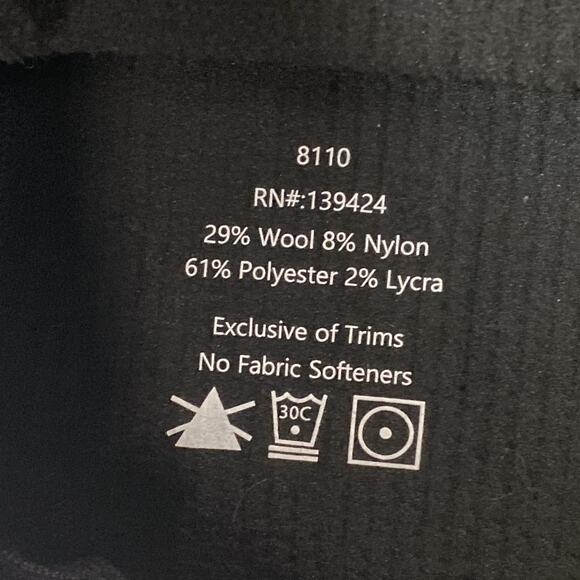 8110
RN#:139424
29% Wool 8% Nylon
61% Polyester 2% Lycra
Exclusive of Trims
No Fabric Softeners
30C